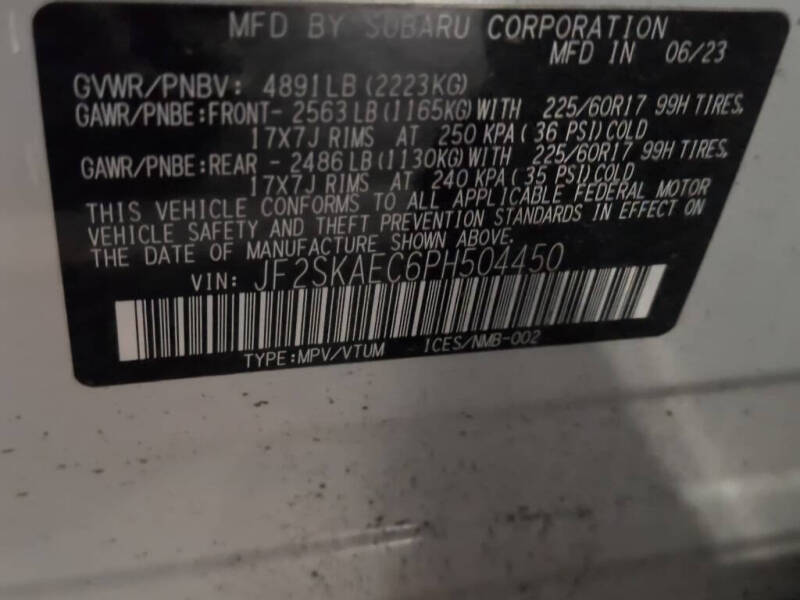 MFD BY SUBARU CORPORATION
MFD IN 06/23
GVWR/PNBV: 4891LB(2223KG)
GAWR/PNBE:FRONT- 2563LB(1165KG)WITH 225/60R17 99H TIRES,
17X7J RIMS AT 250 KPA( 36 PSI)COLD
GAWR/PNBE:REAR - 2486LB(1130KG)WITH 225/60R17 99H TIRES,
17X7J RIMS AT 240 KPA( 35 PSI)COLD
THIS VEHICLE CONFORMS TO ALL APPLICABLE FEDERAL MOTOR
VEHICLE SAFETY AND THEFT PREVENTION STANDARDS IN EFFECT ON
THE DATE OF MANUFACTURE SHOWN ABOVE.
VIN: JF2SKAEC6PH504450
TYPE:MPV/VTUM ICES/NMB-002